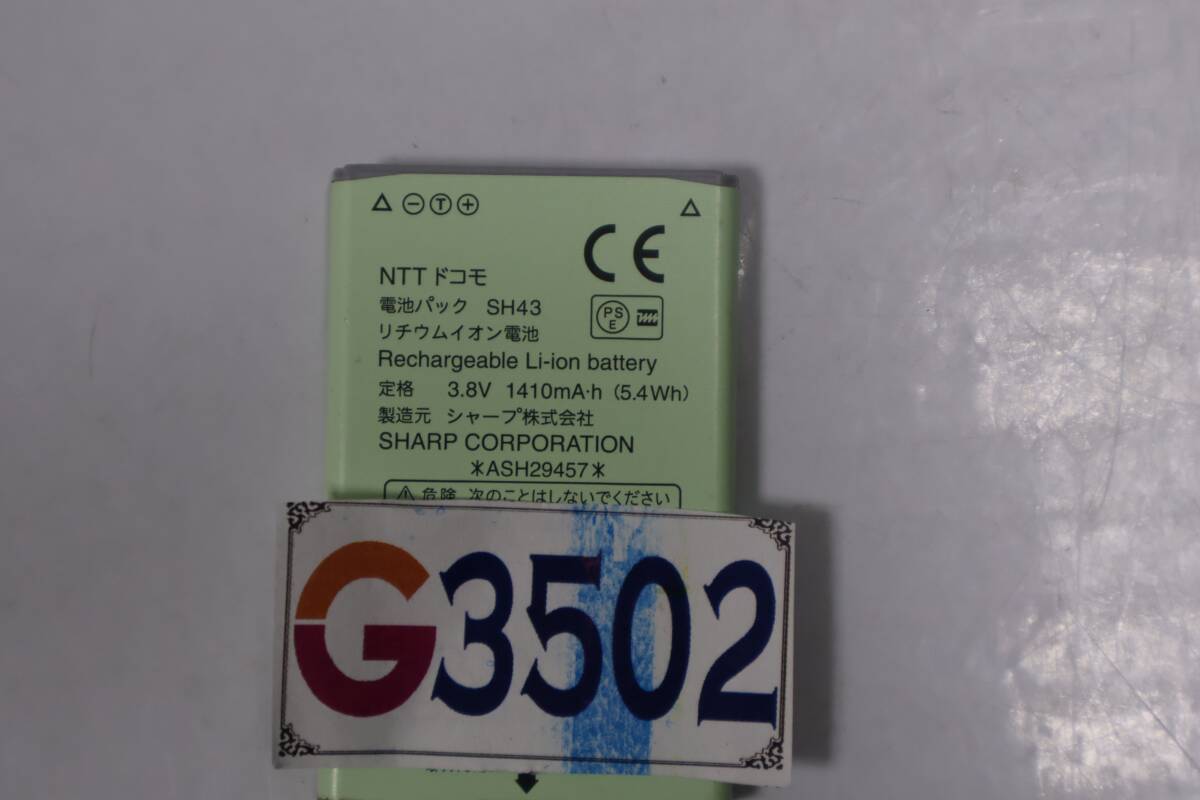 △ ⊖ Ⓣ ⊕ △
CE
NTT ドコモ
電池パック SH43
PS
E
リチウムイオン電池
Rechargeable Li-ion battery
定格 3.8V 1410mA·h (5.4Wh)
製造元 シャープ株式会社
SHARP CORPORATION
*ASH29457*
⚠ 危険 次のことはしないでください
G3502